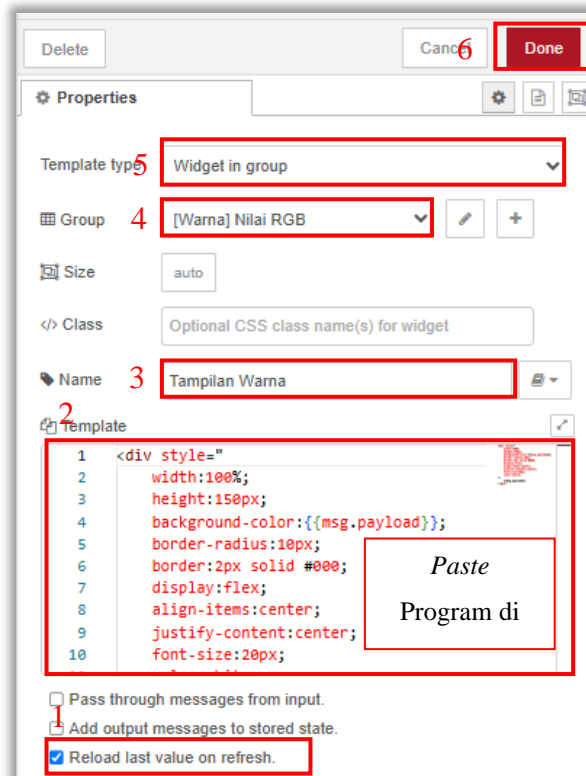 Delete
Cancel
6
Done
Properties
Template type
5
Widget in group
Group
4
[Warna] Nilai RGB
Size
auto
</> Class
Optional CSS class name(s) for widget
Name
3
Tampilan Warna
2
Template
1 <div style="
2 width:100%;
3 height:150px;
4 background-color:{{msg.payload}};
5 border-radius:10px;
6 border:2px solid #000;
7 display:flex;
8 align-items:center;
9 justify-content:center;
10 font-size:20px;
Paste
Program di
Pass through messages from input.
1
Add output messages to stored state.
Reload last value on refresh.